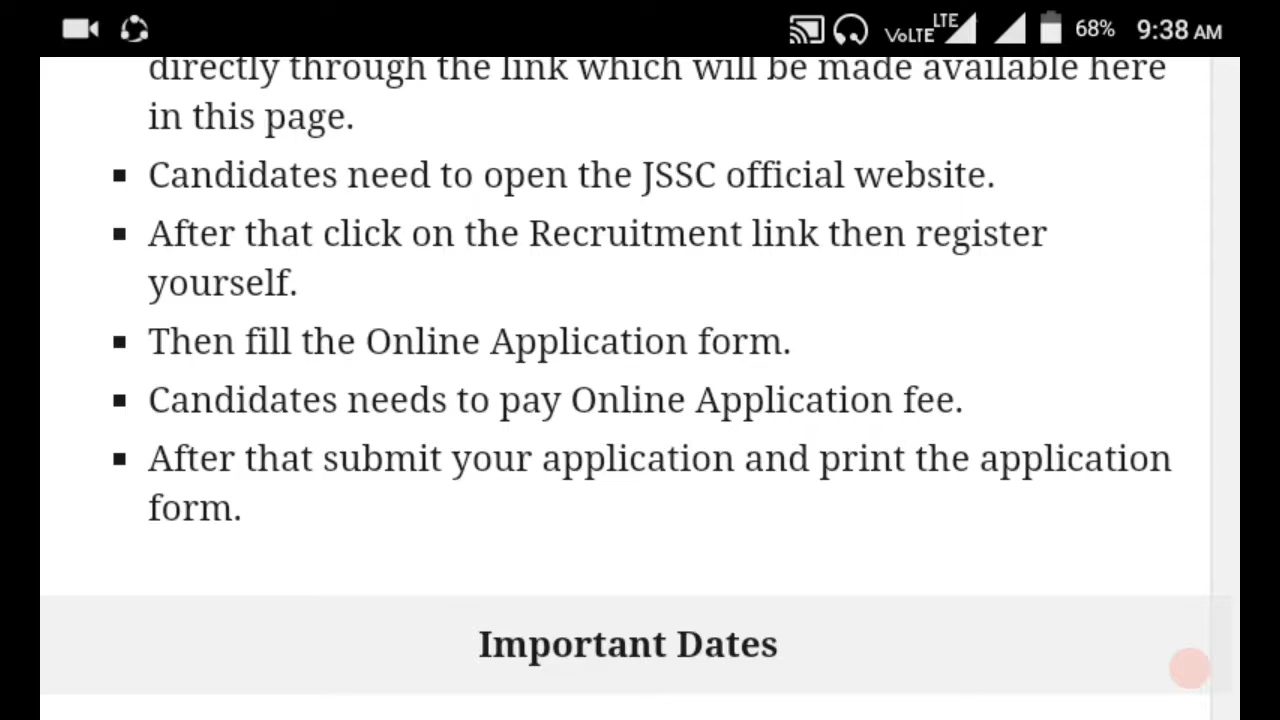 VoLTE LTE 68% 9:38 AM
directly through the link which will be made available here
in this page.
▪ Candidates need to open the JSSC official website.
▪ After that click on the Recruitment link then register
yourself.
▪ Then fill the Online Application form.
▪ Candidates needs to pay Online Application fee.
▪ After that submit your application and print the application
form.
Important Dates